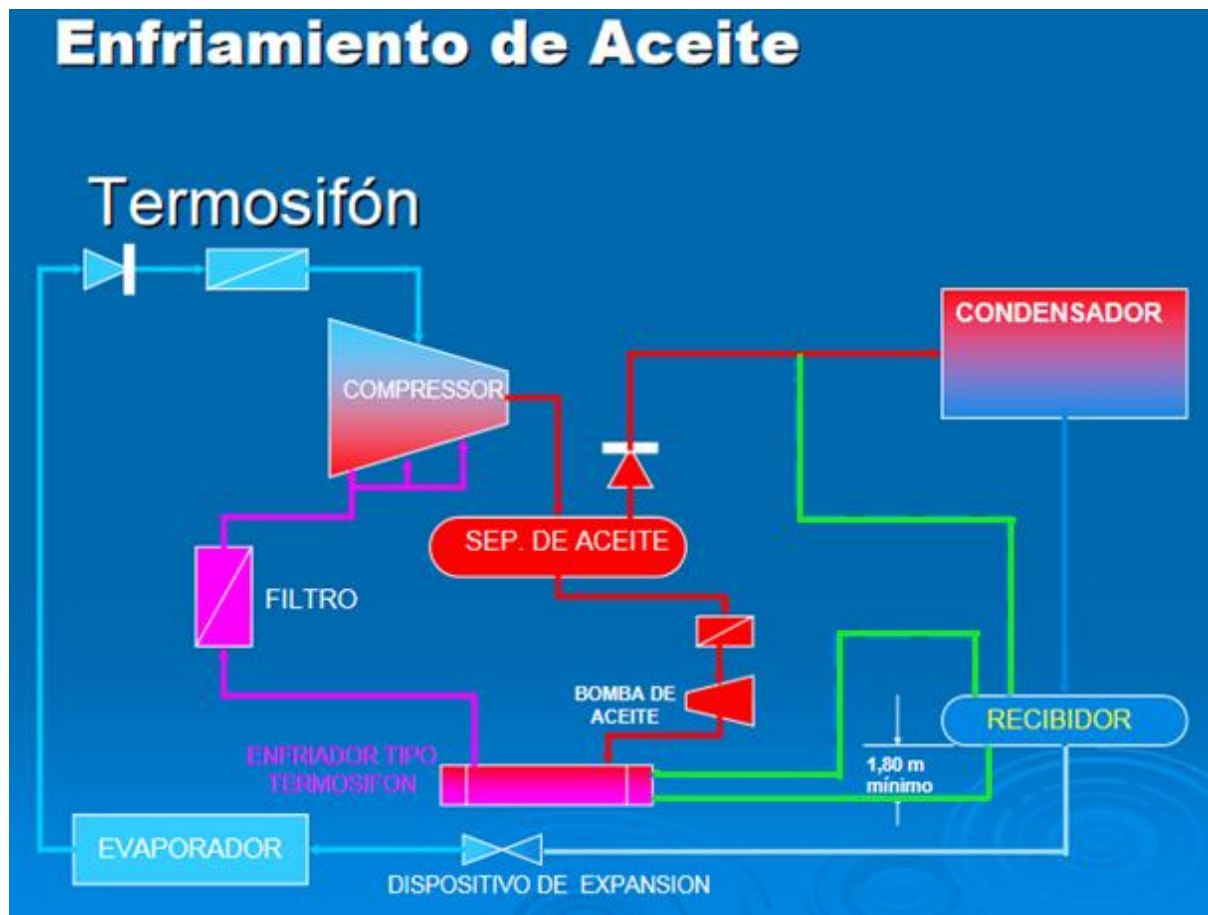 Enfriamiento de Aceite
Termosifón
CONDENSADOR
COMPRESSOR
SEP. DE ACEITE
FILTRO
BOMBA DE
ACEITE
RECIBIDOR
ENFRIADOR TIPO
TERMOSIFON
1,80 m
mínimo
EVAPORADOR
DISPOSITIVO DE EXPANSION